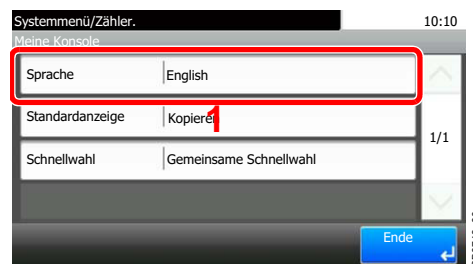 Systemmenü/Zähler. 10:10
Meine Konsole
Sprache English
Standardanzeige Kopieren
1
1/1
Schnellwahl Gemeinsame Schnellwahl
Ende